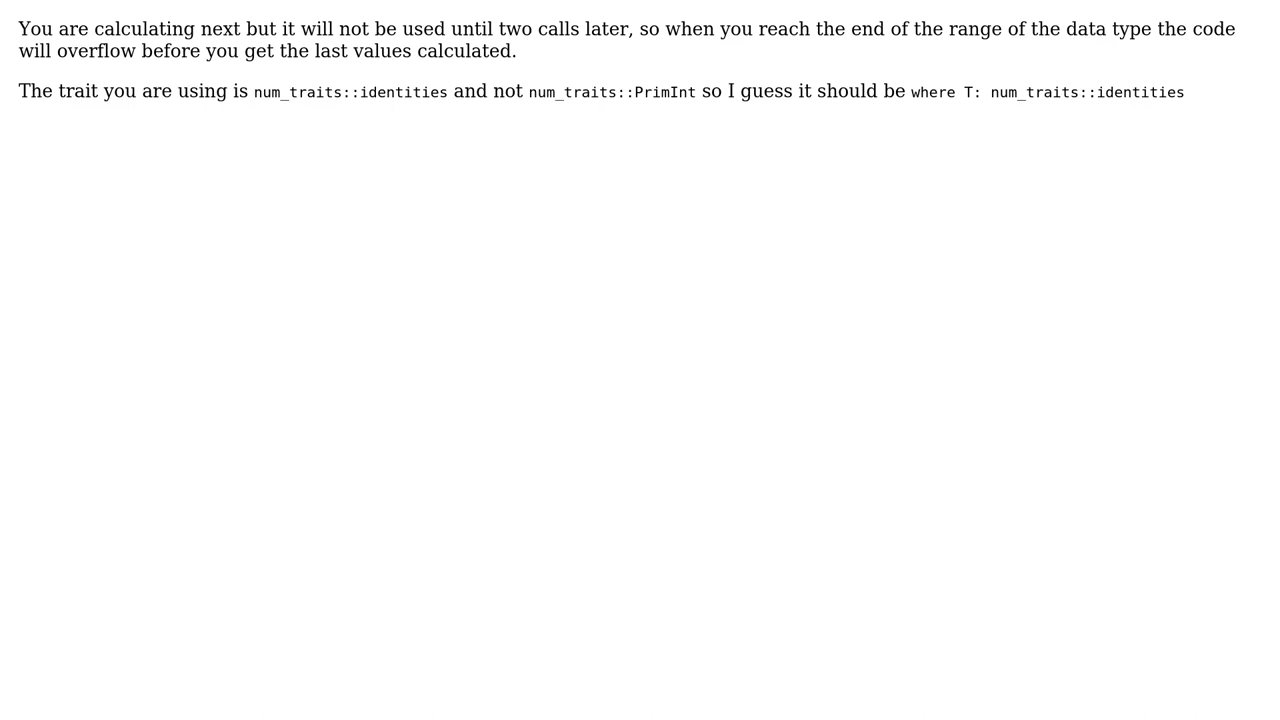 You are calculating next but it will not be used until two calls later, so when you reach the end of the range of the data type the code
will overflow before you get the last values calculated.
The trait you are using is num_traits::identities and not num_traits::PrimInt so I guess it should be where T: num_traits::identities